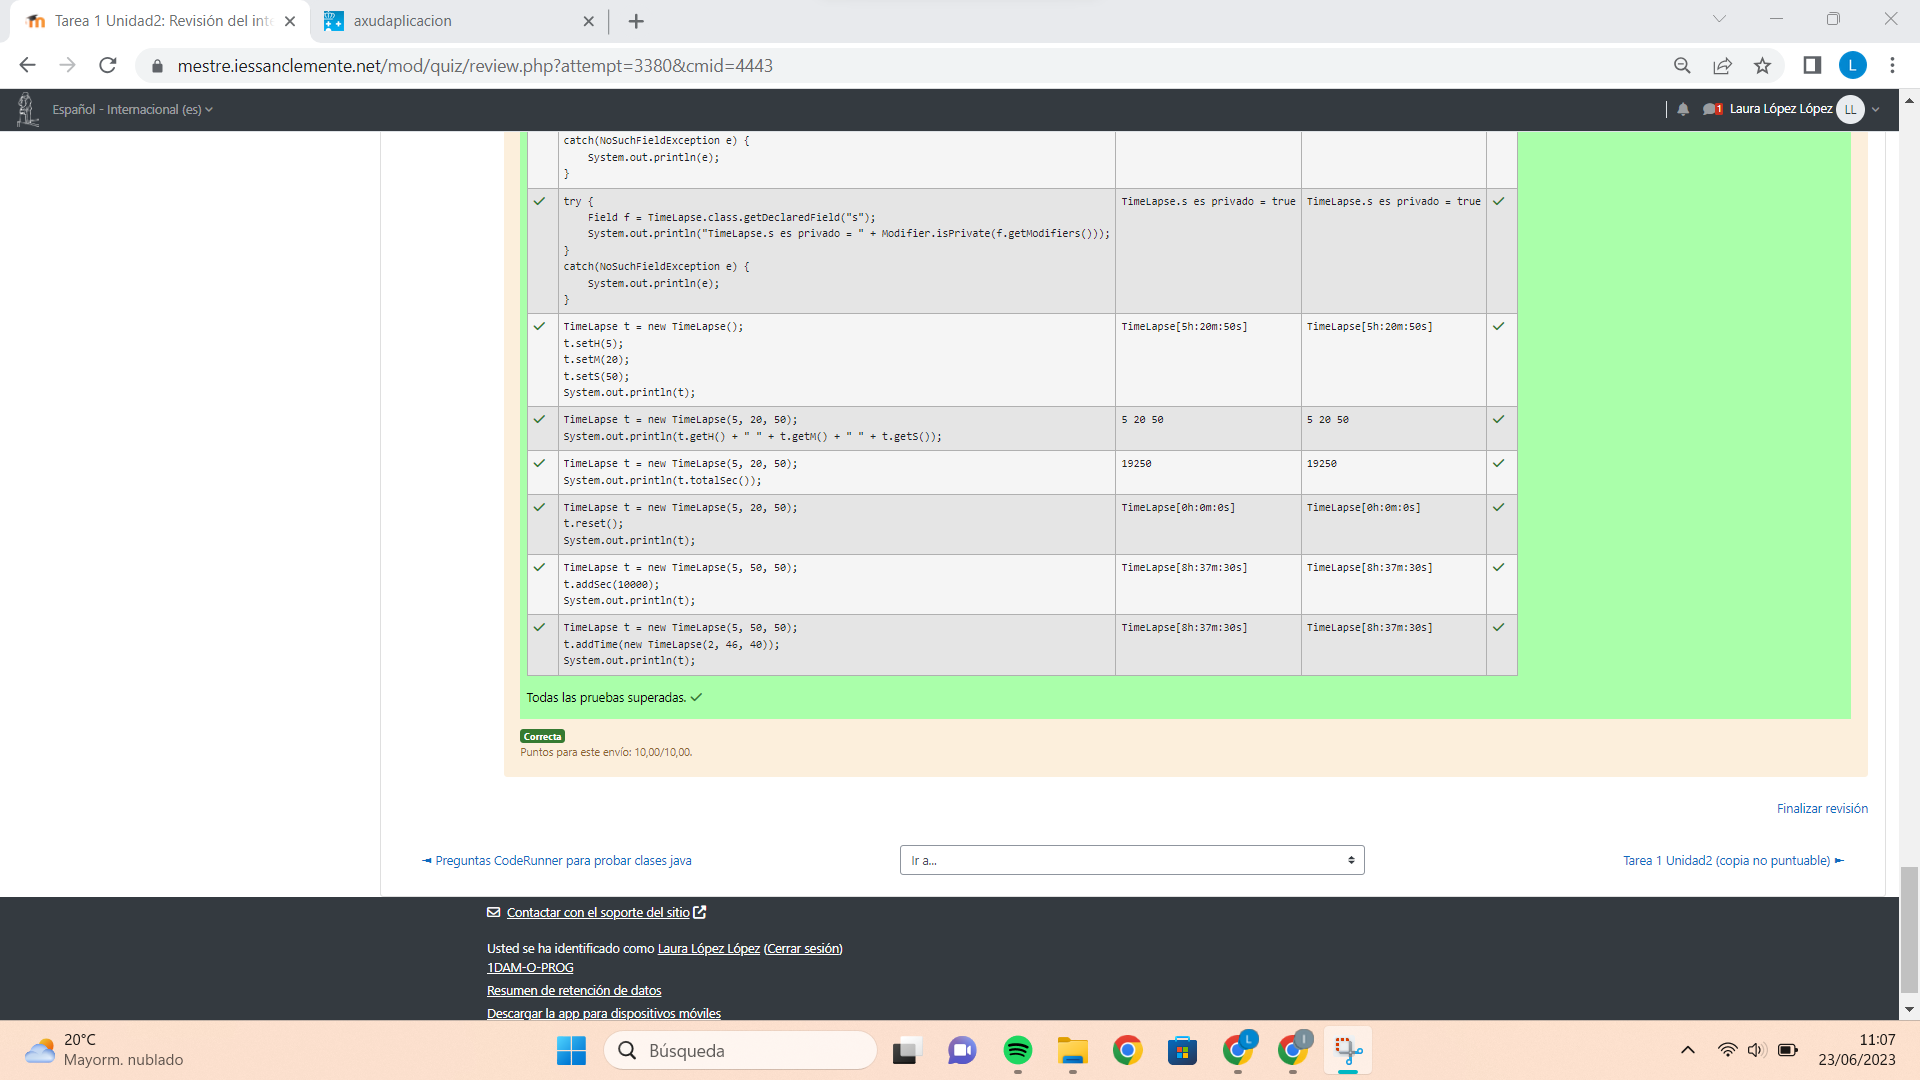 Tarea 1 Unidad2: Revisión del inte
axudaplicacion
mestre.iessanclemente.net/mod/quiz/review.php?attempt=3380&cmid=4443
L
Español - Internacional (es)
1
Laura López López
LL
catch(NoSuchFieldException e) {
System.out.println(e);
}
try {
Field f = TimeLapse.class.getDeclaredField("s");
System.out.println("TimeLapse.s es privado = " + Modifier.isPrivate(f.getModifiers()));
}
catch(NoSuchFieldException e) {
System.out.println(e);
}
TimeLapse.s es privado = true
TimeLapse.s es privado = true
TimeLapse t = new TimeLapse();
t.setH(5);
t.setM(20);
t.setS(50);
System.out.println(t);
TimeLapse[5h:20m:50s]
TimeLapse[5h:20m:50s]
TimeLapse t = new TimeLapse(5, 20, 50);
System.out.println(t.getH() + " " + t.getM() + " " + t.getS());
5 20 50
5 20 50
TimeLapse t = new TimeLapse(5, 20, 50);
System.out.println(t.totalSec());
19250
19250
TimeLapse t = new TimeLapse(5, 20, 50);
t.reset();
System.out.println(t);
TimeLapse[0h:0m:0s]
TimeLapse[0h:0m:0s]
TimeLapse t = new TimeLapse(5, 50, 50);
t.addSec(10000);
System.out.println(t);
TimeLapse[8h:37m:30s]
TimeLapse[8h:37m:30s]
TimeLapse t = new TimeLapse(5, 50, 50);
t.addTime(new TimeLapse(2, 46, 40));
System.out.println(t);
TimeLapse[8h:37m:30s]
TimeLapse[8h:37m:30s]
Todas las pruebas superadas.
Correcta
Puntos para este envío: 10,00/10,00.
Finalizar revisión
◄ Preguntas CodeRunner para probar clases java
Ir a...
Tarea 1 Unidad2 (copia no puntuable) ►
Contactar con el soporte del sitio
Usted se ha identificado como Laura López López (Cerrar sesión)
1DAM-O-PROG
Resumen de retención de datos
Descargar la app para dispositivos móviles
20°C
Mayorm. nublado
Búsqueda
L
I
11:07
23/06/2023